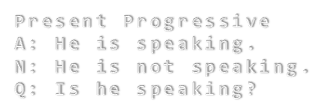 Present Progressive
A: He is speaking.
N: He is not speaking.
Q: Is he speaking?